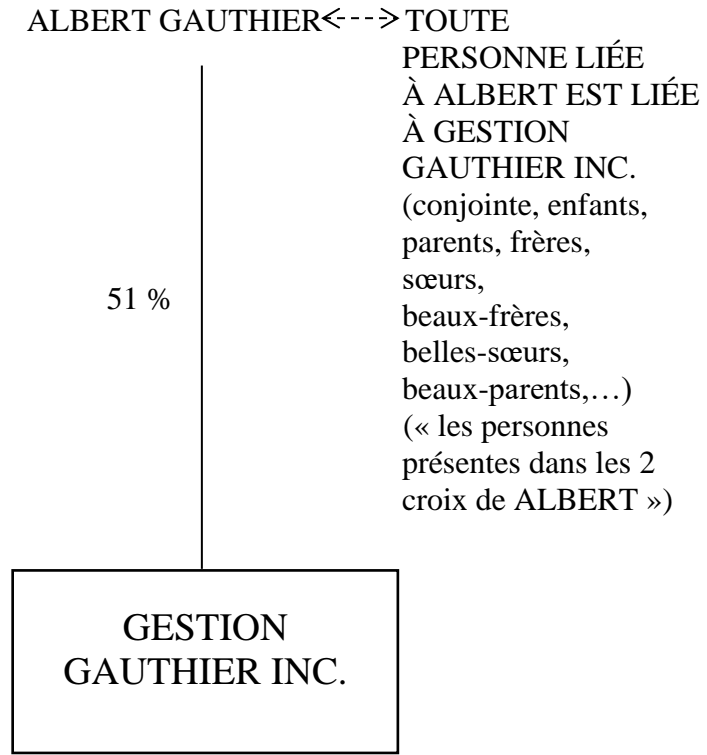 ALBERT GAUTHIER
TOUTE
PERSONNE LIÉE
À ALBERT EST LIÉE
À GESTION
GAUTHIER INC.
(conjointe, enfants,
parents, frères,
sœurs,
beaux-frères,
belles-sœurs,
beaux-parents,…)
(« les personnes
présentes dans les 2
croix de ALBERT »)
51 %
GESTION
GAUTHIER INC.